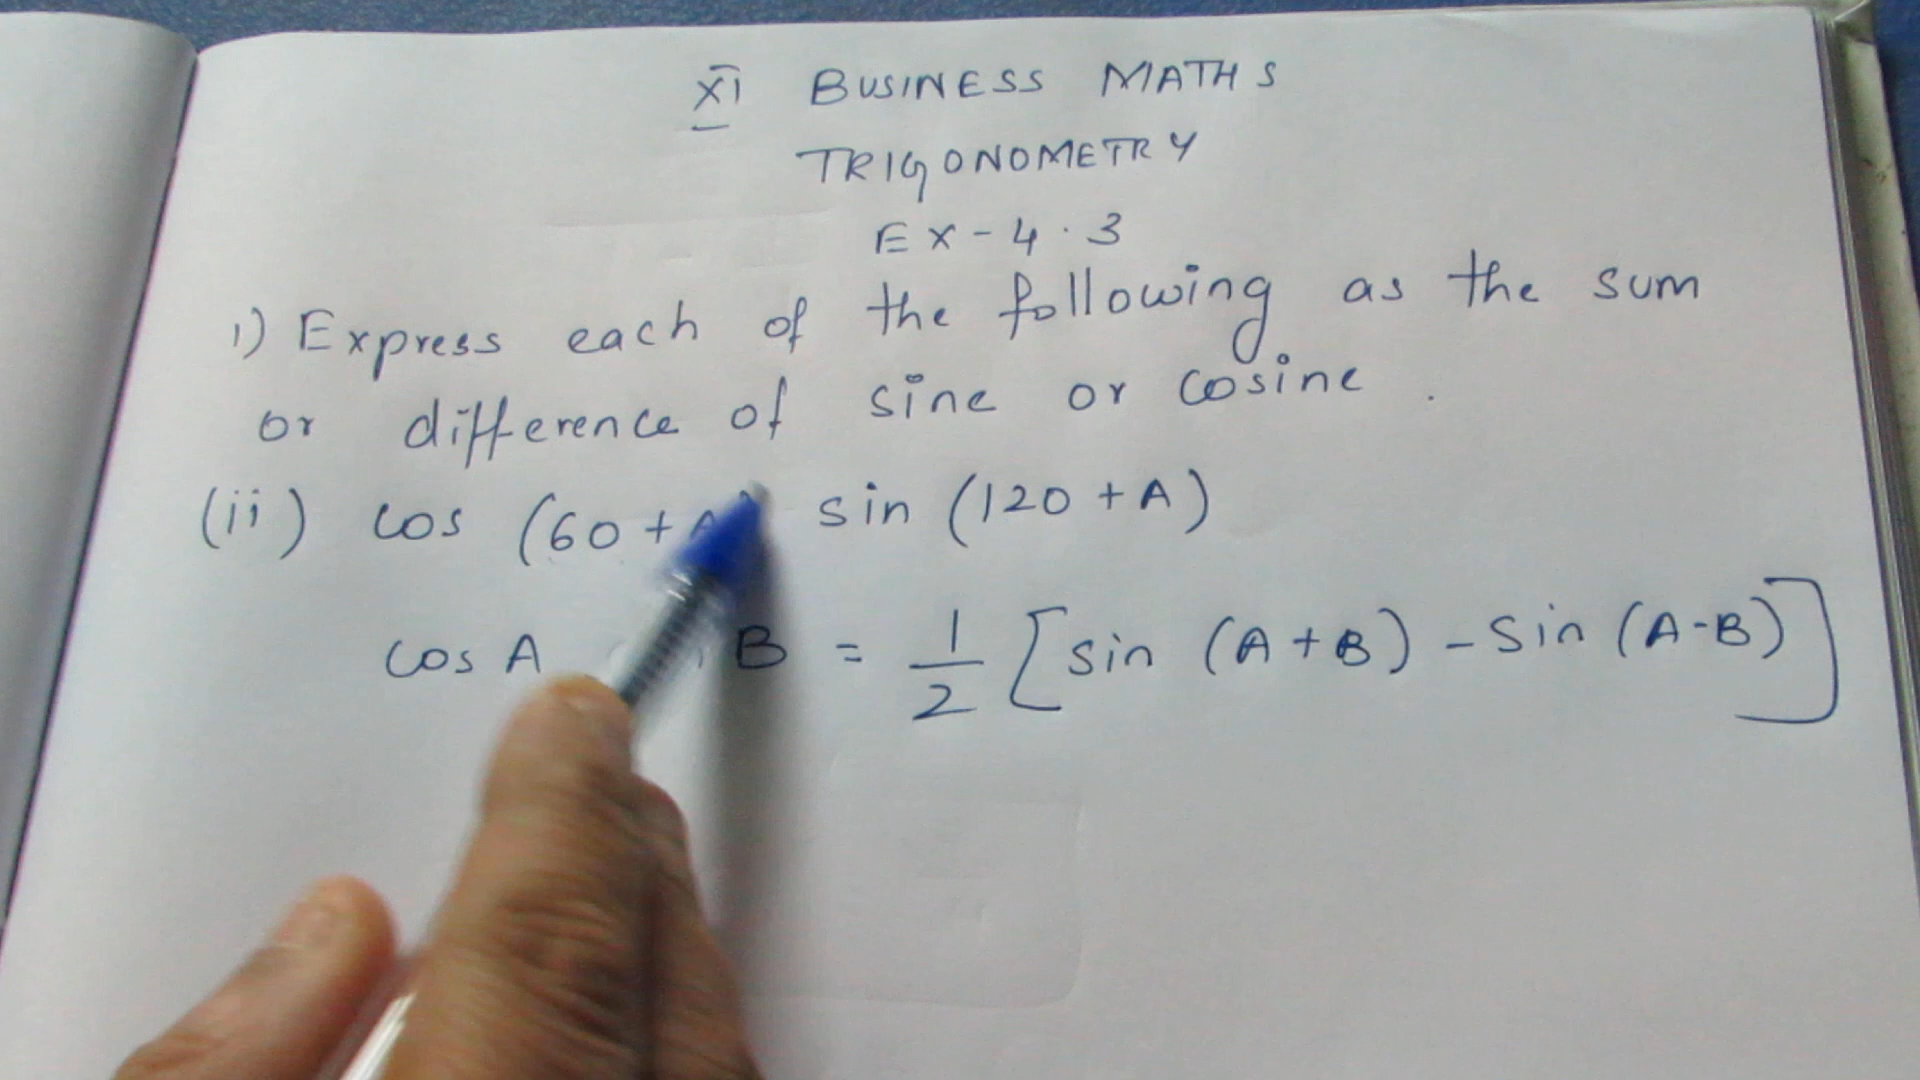 XI BUSINESS MATHS
TRIGONOMETRY
EX-4.3
1) Express each of the following as the sum
or difference of sine or cosine.
(ii) cos (60+A) sin (120+A)
cos A B = 1/2 [sin (A+B) - sin (A-B)]